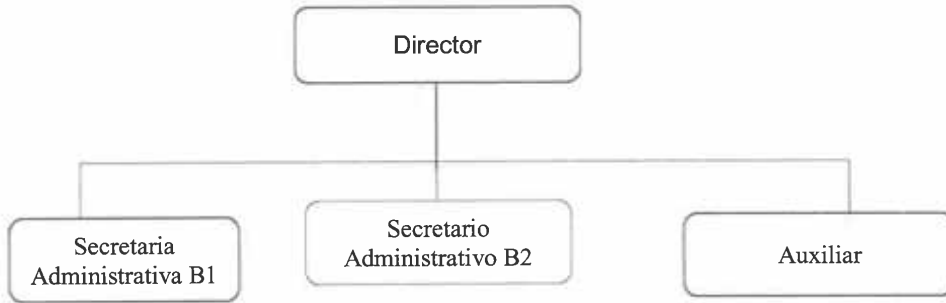 Director
Secretaria
Administrativa B1
Secretario
Administrativo B2
Auxiliar